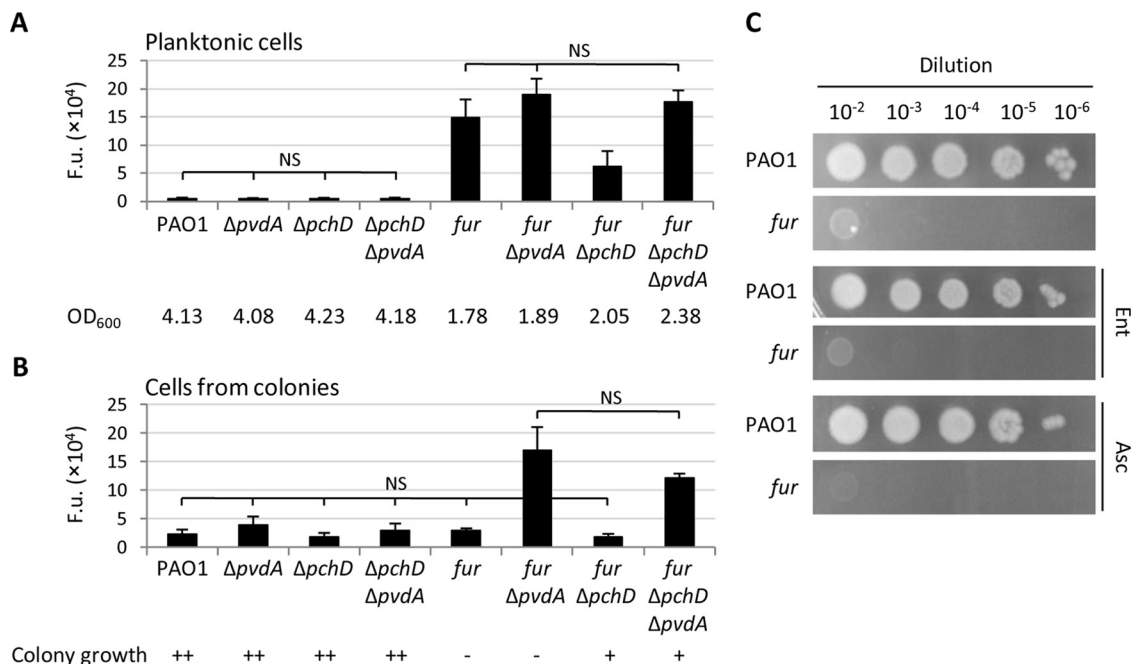 A
Planktonic cells
F.u. (×10⁴)
25
20
15
10
5
0
NS
NS
PAO1 ΔpvdA ΔpchD ΔpchD ΔpvdA fur fur ΔpvdA fur ΔpchD fur ΔpchD ΔpvdA
OD₆₀₀ 4.13 4.08 4.23 4.18 1.78 1.89 2.05 2.38
B
Cells from colonies
F.u. (×10⁴)
25
20
15
10
5
0
NS
NS
PAO1 ΔpvdA ΔpchD ΔpchD ΔpvdA fur fur ΔpvdA fur ΔpchD fur ΔpchD ΔpvdA
Colony growth ++ ++ ++ ++ - - + +
C
Dilution
10⁻² 10⁻³ 10⁻⁴ 10⁻⁵ 10⁻⁶
PAO1
fur
PAO1
fur
Ent
PAO1
fur
Asc